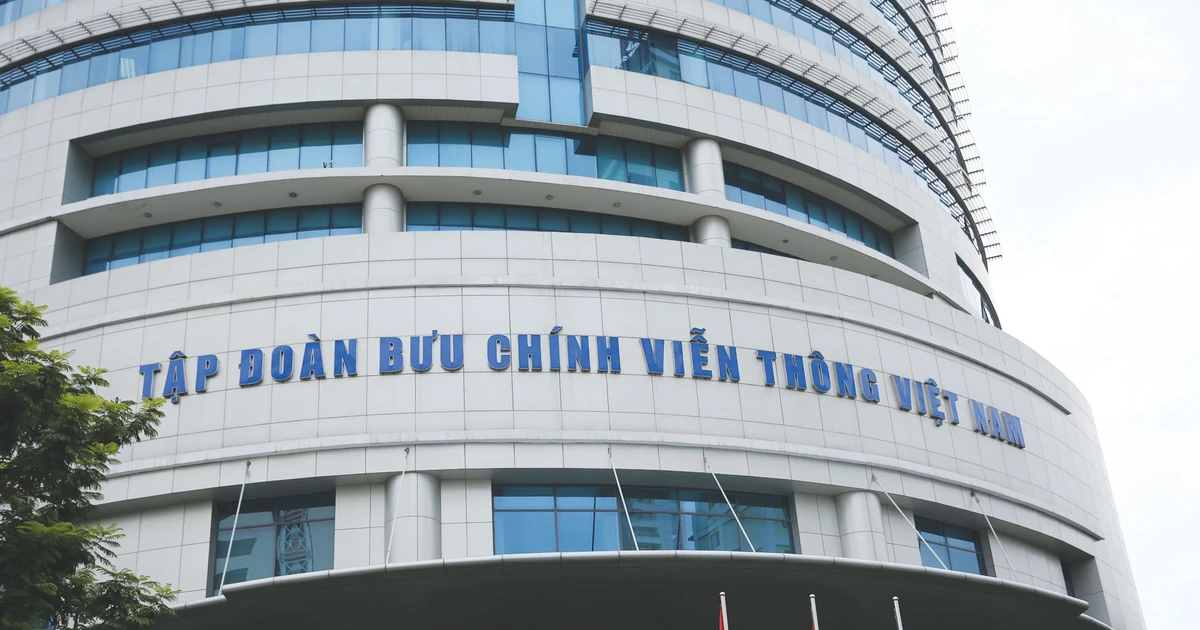 TẬP ĐOÀN BƯU CHÍNH VIỄN THÔNG VIỆT NAM